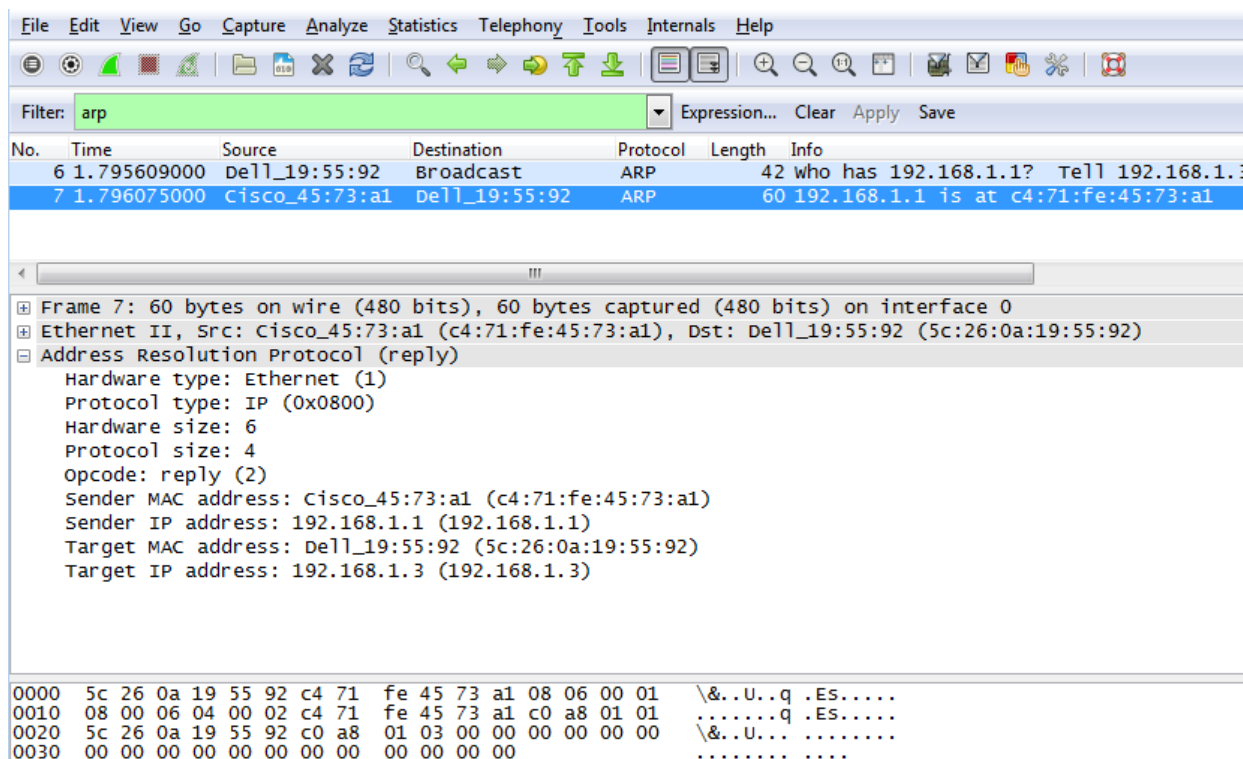 File Edit View Go Capture Analyze Statistics Telephony Tools Internals Help
Filter: arp Expression... Clear Apply Save
No. Time Source Destination Protocol Length Info
6 1.795609000 Dell_19:55:92 Broadcast ARP 42 Who has 192.168.1.1? Tell 192.168.1.3
7 1.796075000 Cisco_45:73:a1 Dell_19:55:92 ARP 60 192.168.1.1 is at c4:71:fe:45:73:a1
Frame 7: 60 bytes on wire (480 bits), 60 bytes captured (480 bits) on interface 0
Ethernet II, Src: Cisco_45:73:a1 (c4:71:fe:45:73:a1), Dst: Dell_19:55:92 (5c:26:0a:19:55:92)
Address Resolution Protocol (reply)
Hardware type: Ethernet (1)
Protocol type: IP (0x0800)
Hardware size: 6
Protocol size: 4
Opcode: reply (2)
Sender MAC address: Cisco_45:73:a1 (c4:71:fe:45:73:a1)
Sender IP address: 192.168.1.1 (192.168.1.1)
Target MAC address: Dell_19:55:92 (5c:26:0a:19:55:92)
Target IP address: 192.168.1.3 (192.168.1.3)
0000 5c 26 0a 19 55 92 c4 71 fe 45 73 a1 08 06 00 01 \&..U..q .Es.....
0010 08 00 06 04 00 02 c4 71 fe 45 73 a1 c0 a8 01 01 .......q .Es.....
0020 5c 26 0a 19 55 92 c0 a8 01 03 00 00 00 00 00 00 \&..U... ........
0030 00 00 00 00 00 00 00 00 00 00 00 00 ........ ....